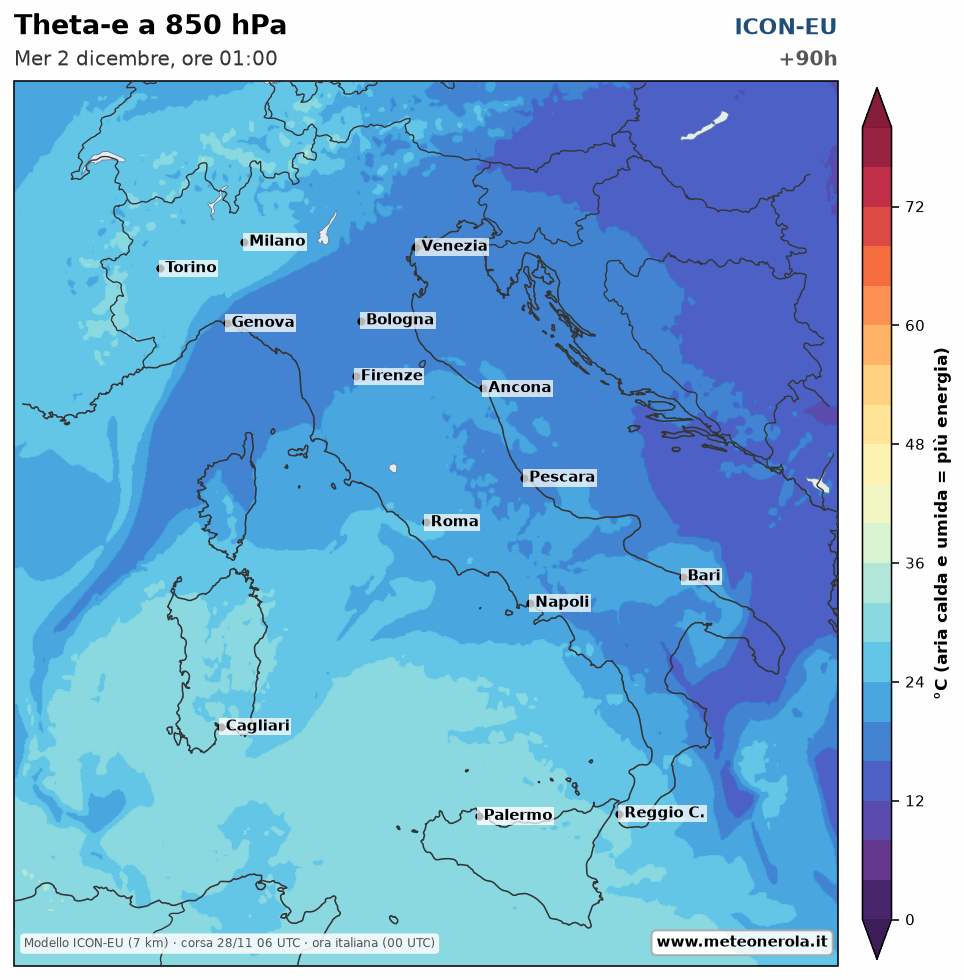 Theta-e a 850 hPa
ICON-EU
Mer 2 dicembre, ore 01:00
+90h
Milano
Venezia
Torino
Genova
Bologna
Firenze
Ancona
Pescara
Roma
Bari
Napoli
Cagliari
Palermo
Reggio C.
72
60
48
36
24
12
0
°C (aria calda e umida = più energia)
Modello ICON-EU (7 km) · corsa 28/11 06 UTC · ora italiana (00 UTC)
www.meteonerola.it